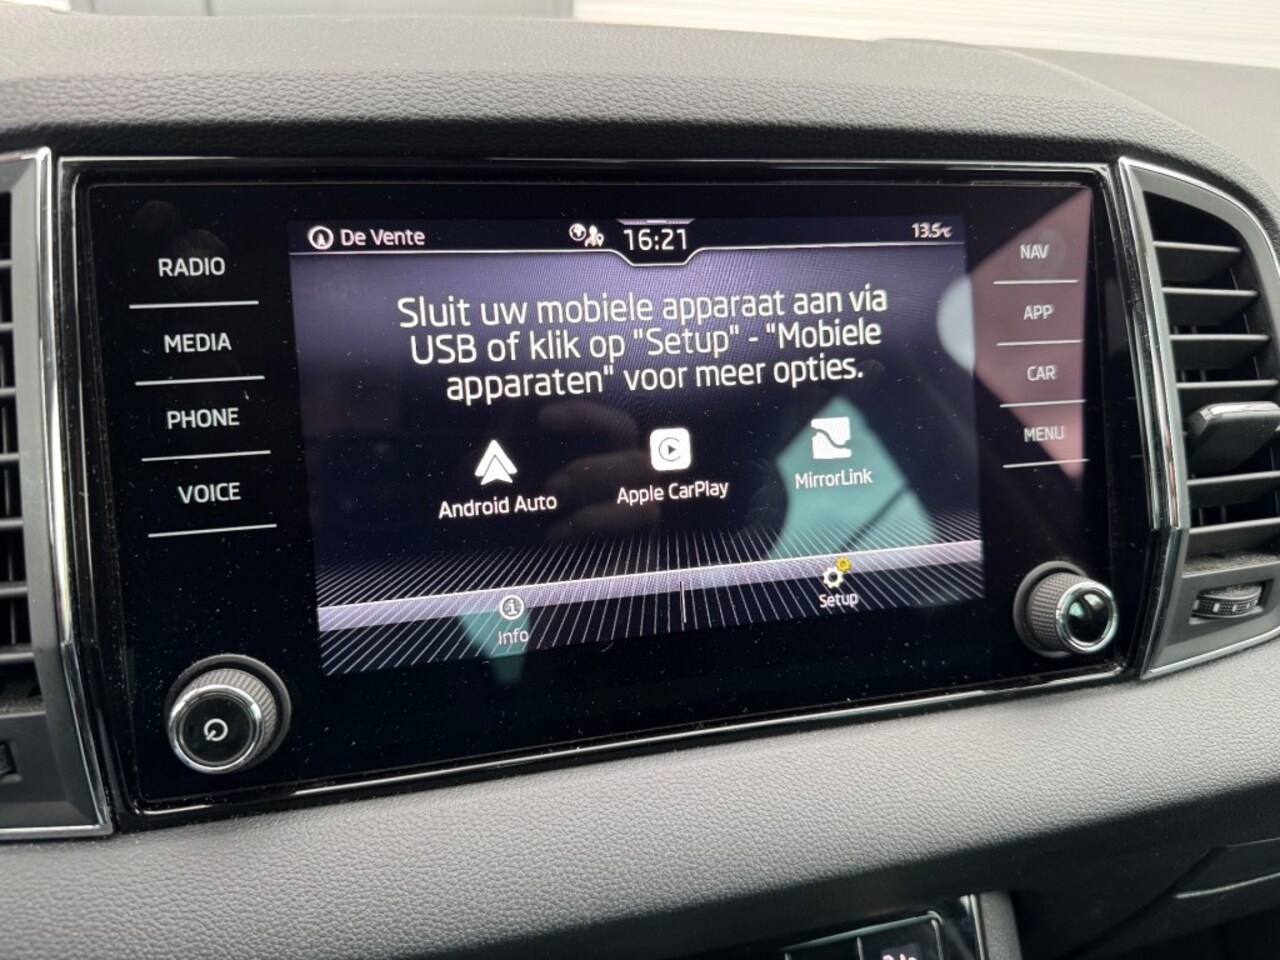 De Vente
16:21
13.5°C
RADIO
MEDIA
PHONE
VOICE
Sluit uw mobiele apparaat aan via
USB of klik op "Setup" - "Mobiele
apparaten" voor meer opties.
Android Auto
Apple CarPlay
MirrorLink
Info
Setup
NAV
APP
CAR
MENU